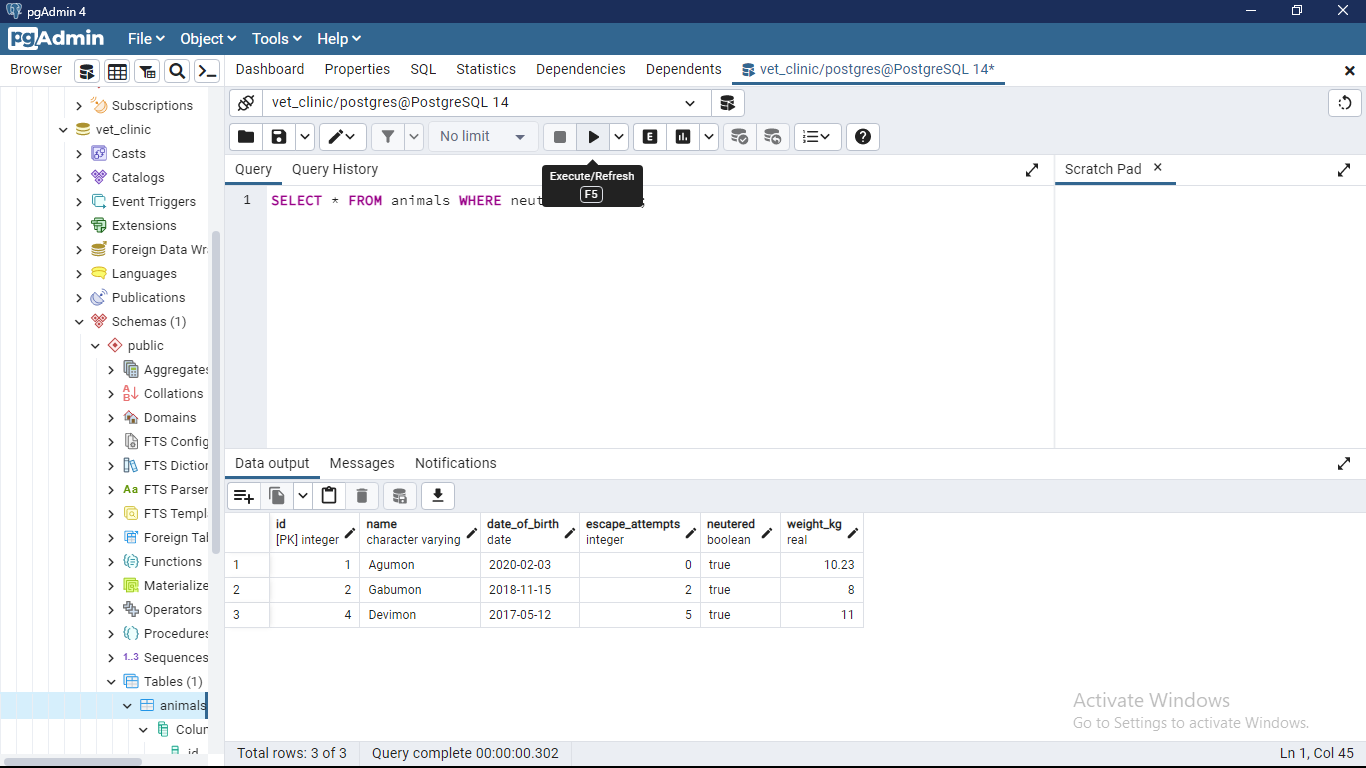 pgAdmin 4
pgAdmin File Object Tools Help
Browser Dashboard Properties SQL Statistics Dependencies Dependents vet_clinic/postgres@PostgreSQL 14*
Subscriptions
vet_clinic
Casts
Catalogs
Event Triggers
Extensions
Foreign Data Wr
Languages
Publications
Schemas (1)
public
Aggregates
Collations
Domains
FTS Config
FTS Diction
FTS Parser
FTS Templ
Foreign Tal
Functions
Materialize
Operators
Procedures
1..3 Sequences
Tables (1)
animals
Colum
id
vet_clinic/postgres@PostgreSQL 14
No limit
Query Query History
Execute/Refresh
F5
Scratch Pad
1 SELECT * FROM animals WHERE neut ;
Data output Messages Notifications
id name date_of_birth escape_attempts neutered weight_kg
[PK] integer character varying date integer boolean real
1 1 Agumon 2020-02-03 0 true 10.23
2 2 Gabumon 2018-11-15 2 true 8
3 4 Devimon 2017-05-12 5 true 11
Activate Windows
Go to Settings to activate Windows.
Total rows: 3 of 3 Query complete 00:00:00.302 Ln 1, Col 45